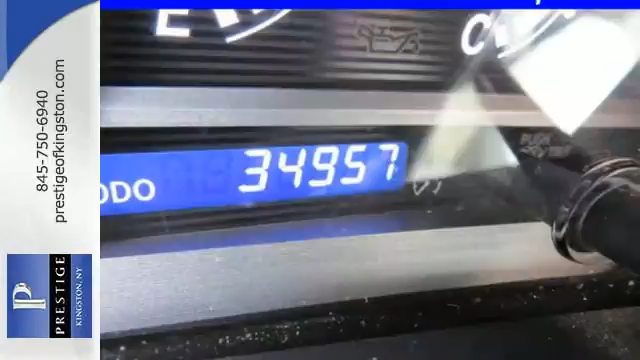 E
C
ODO 34957
845-750-6940
prestigeofkingston.com
P
PRESTIGE
KINGSTON, NY